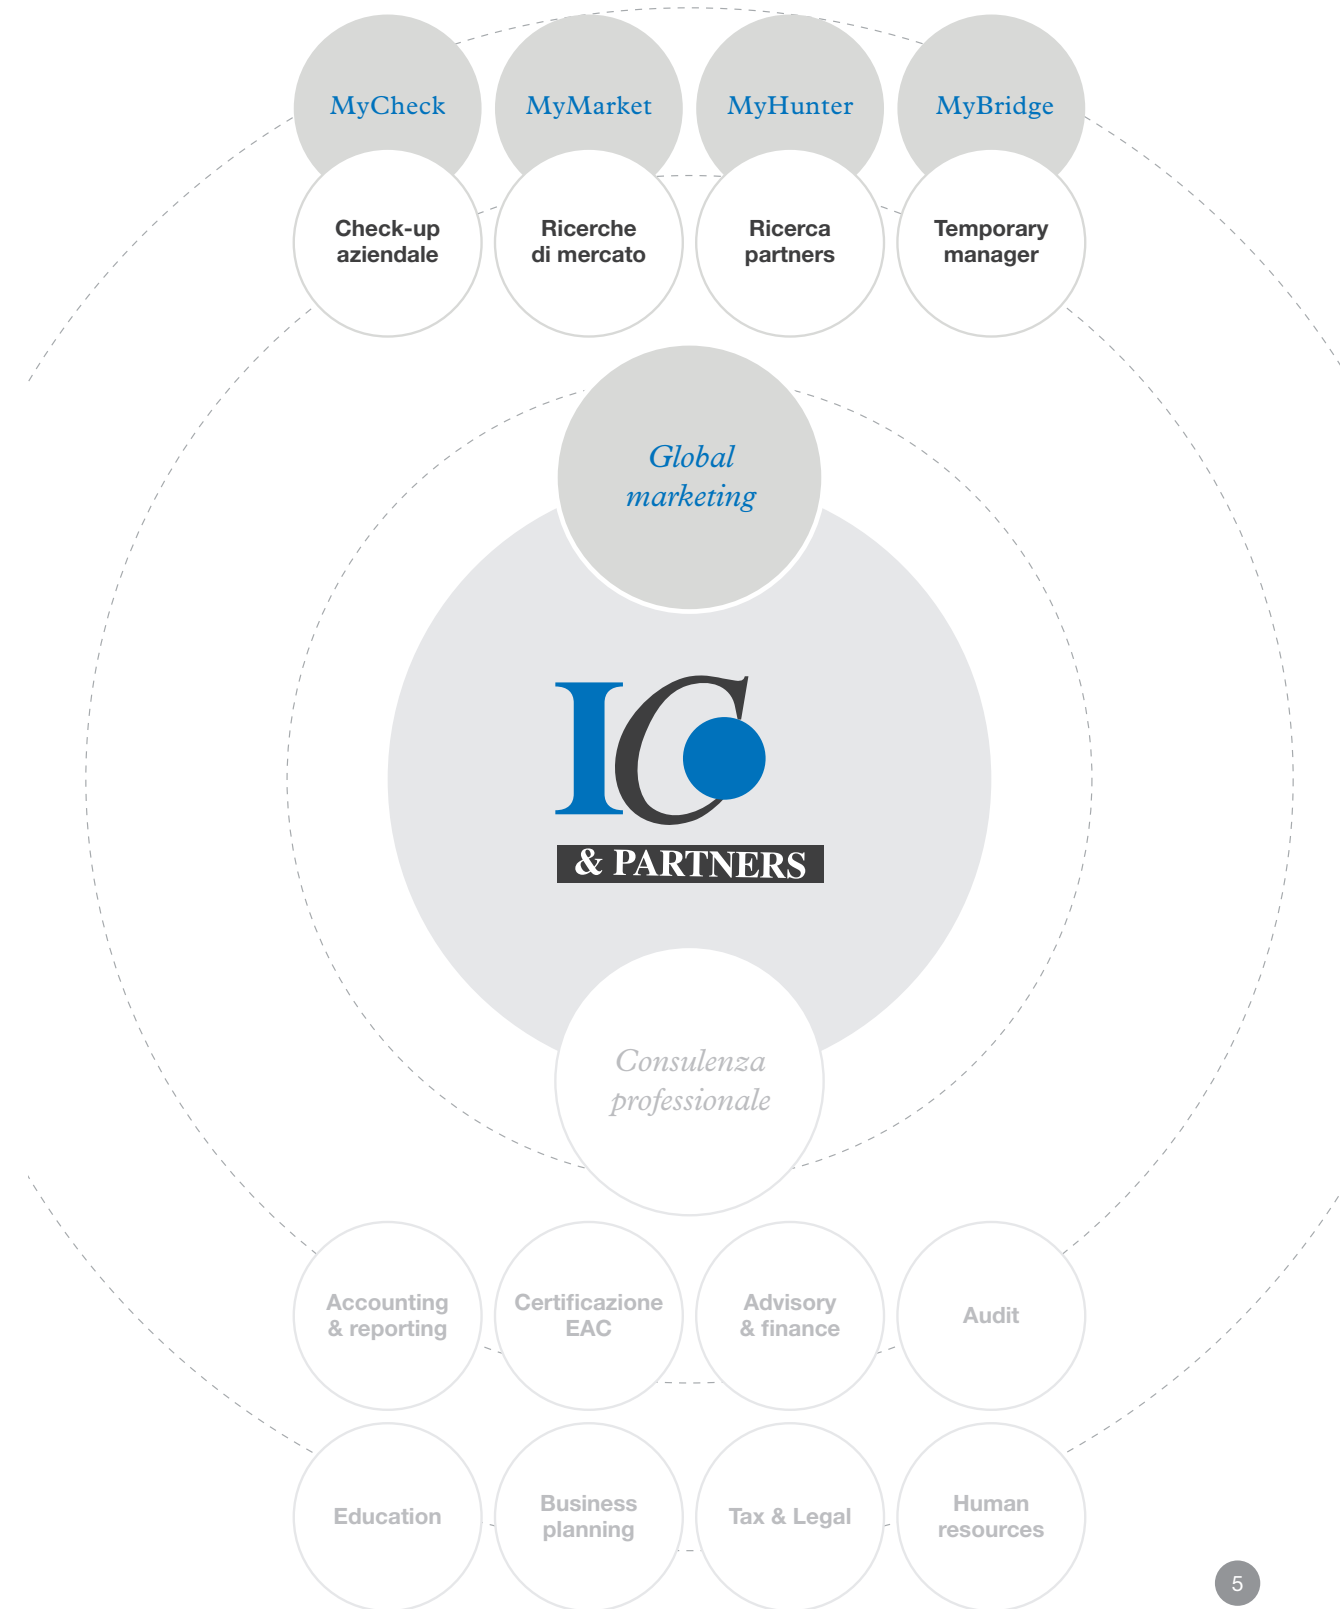 MyCheck
MyMarket
MyHunter
MyBridge
Check-up
aziendale
Ricerche
di mercato
Ricerca
partners
Temporary
manager
Global
marketing
IC
& PARTNERS
Consulenza
professionale
Accounting
& reporting
Certificazione
EAC
Advisory
& finance
Audit
Education
Business
planning
Tax & Legal
Human
resources
5